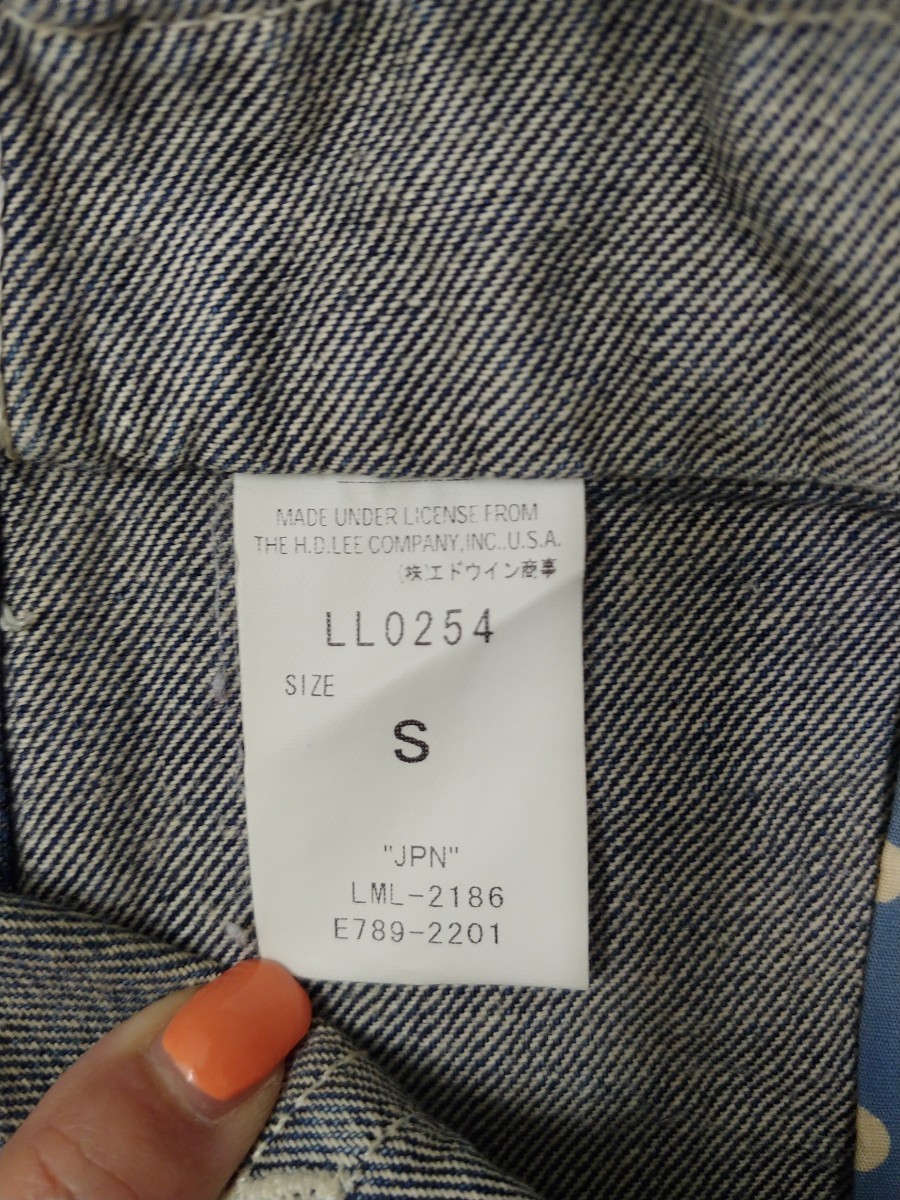 MADE UNDER LICENSE FROM
THE H.D.LEE COMPANY,INC.,U.S.A.
(株)エドウイン商事
LL0254
SIZE
S
"JPN"
LML-2186
E789-2201